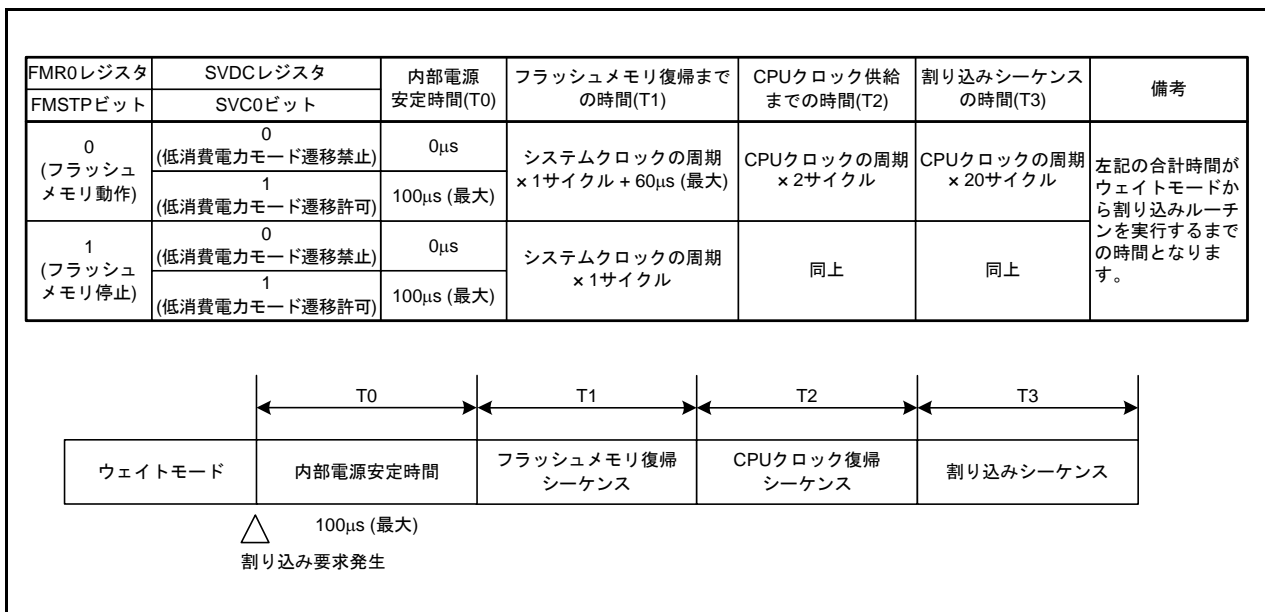 FMR0レジスタ
FMSTPビット
SVDCレジスタ
SVC0ビット
内部電源
安定時間(T0)
フラッシュメモリ復帰まで
の時間(T1)
CPUクロック供給
までの時間(T2)
割り込みシーケンス
の時間(T3)
備考
0
(フラッシュ
メモリ動作)
0
(低消費電力モード遷移禁止)
0μs
1
(低消費電力モード遷移許可)
100μs (最大)
システムクロックの周期
× 1サイクル + 60μs (最大)
CPUクロックの周期
× 2サイクル
CPUクロックの周期
× 20サイクル
左記の合計時間が
ウェイトモードか
ら割り込みルーチ
ンを実行するまで
の時間となりま
す。
1
(フラッシュ
メモリ停止)
0
(低消費電力モード遷移禁止)
0μs
1
(低消費電力モード遷移許可)
100μs (最大)
システムクロックの周期
× 1サイクル
同上
同上
T0
T1
T2
T3
ウェイトモード
内部電源安定時間
フラッシュメモリ復帰
シーケンス
CPUクロック復帰
シーケンス
割り込みシーケンス
100μs (最大)
割り込み要求発生